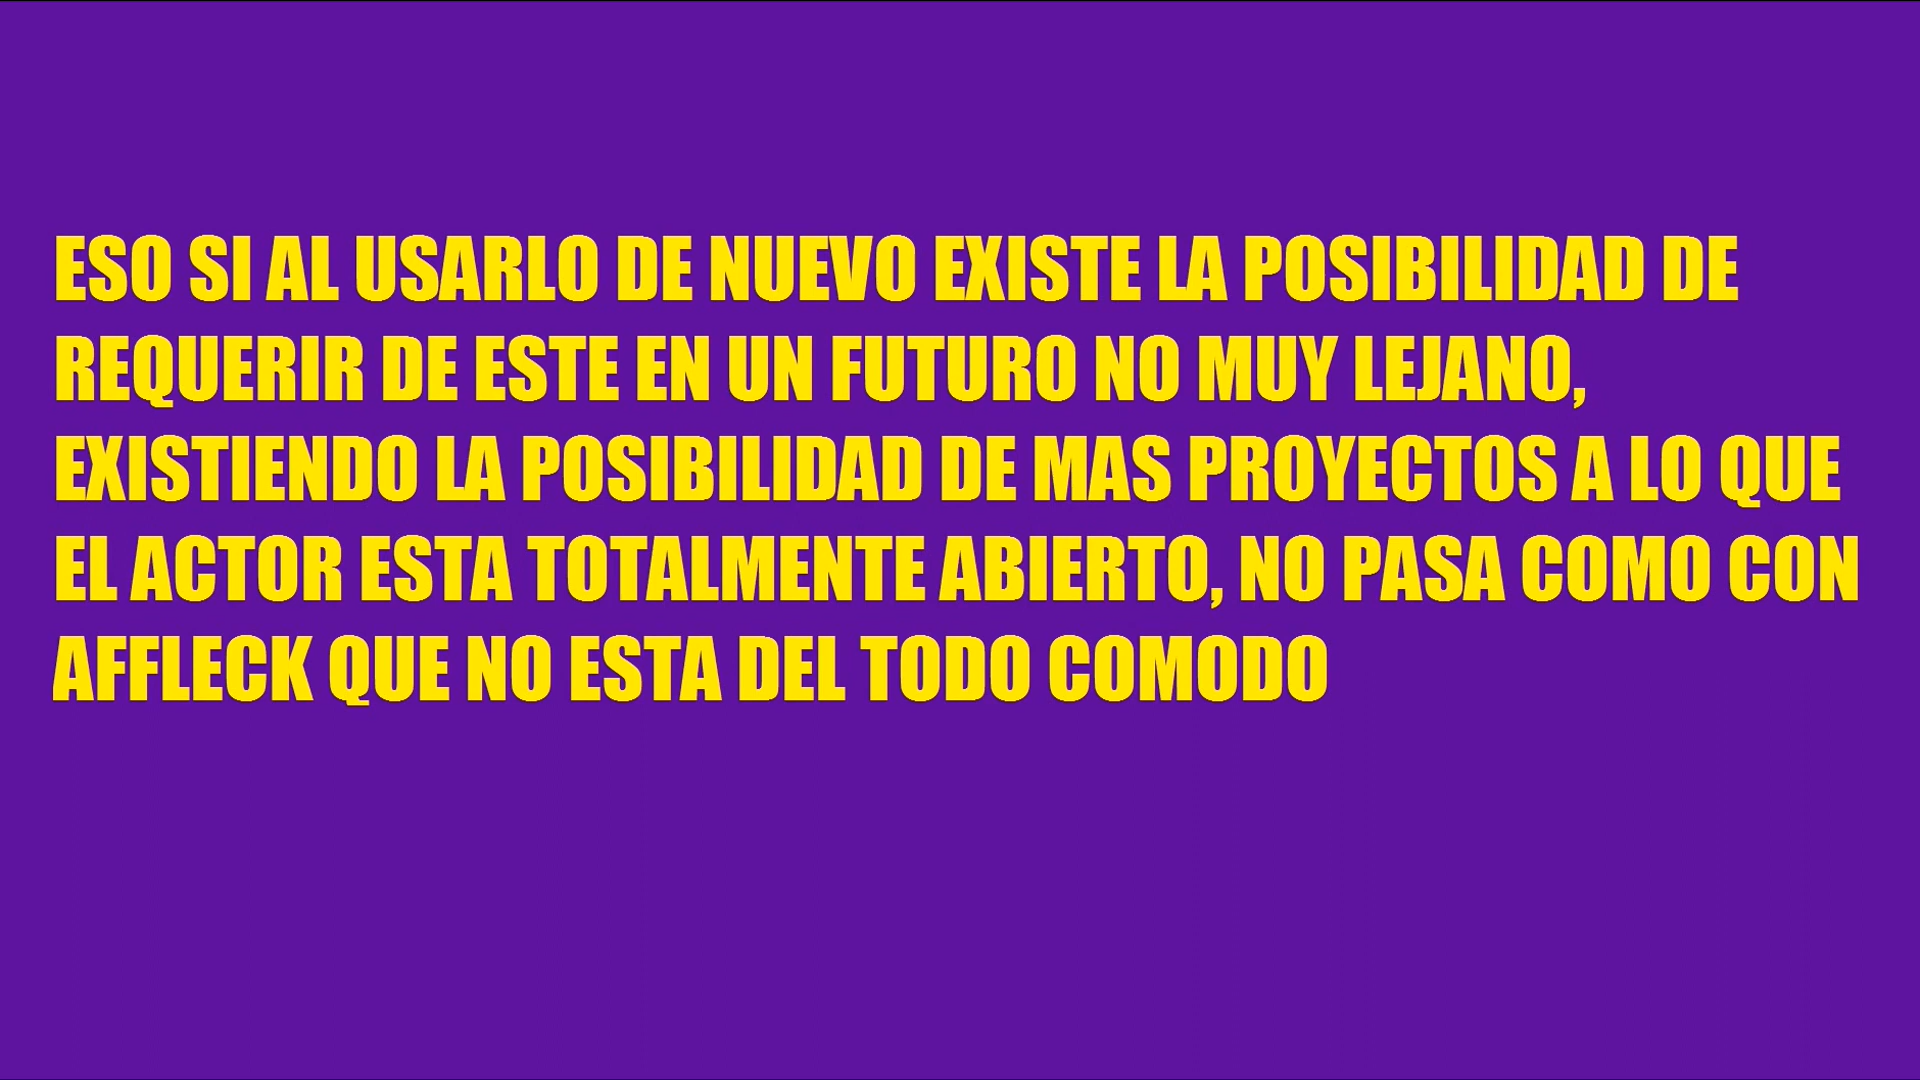 ESO SI AL USARLO DE NUEVO EXISTE LA POSIBILIDAD DE
REQUERIR DE ESTE EN UN FUTURO NO MUY LEJANO,
EXISTIENDO LA POSIBILIDAD DE MAS PROYECTOS A LO QUE
EL ACTOR ESTA TOTALMENTE ABIERTO, NO PASA COMO CON
AFFLECK QUE NO ESTA DEL TODO COMODO